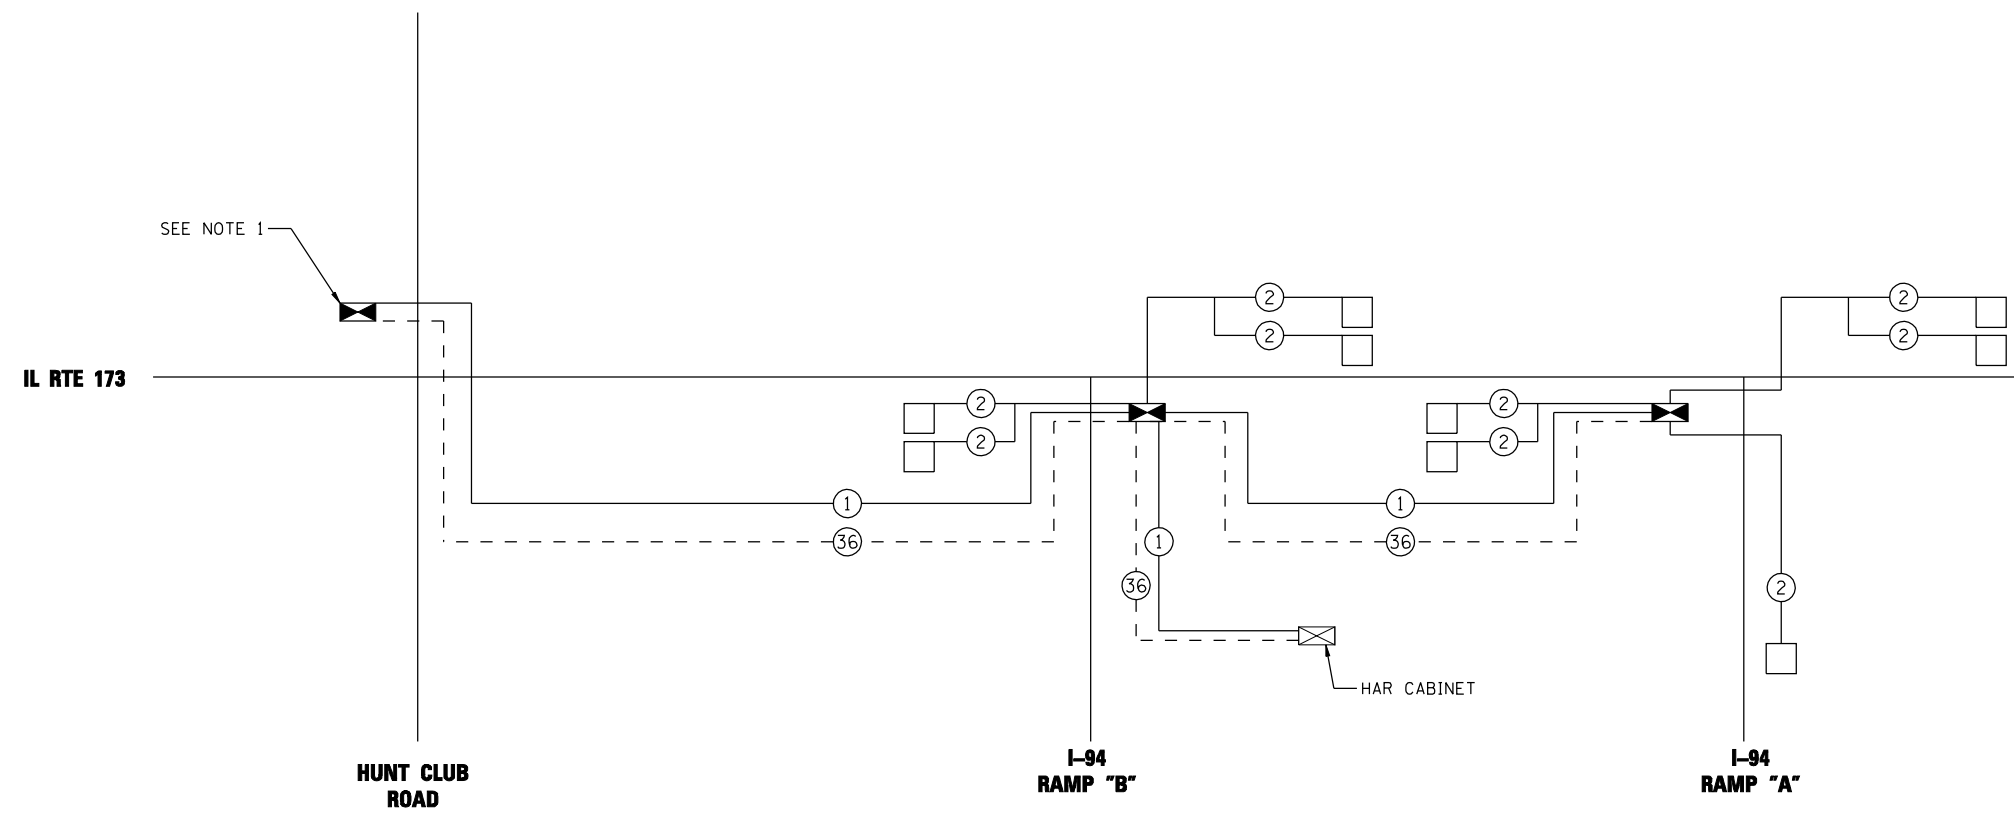 SEE NOTE 1
2
2
2
2
IL RTE 173
2
2
2
2
1
1
36
1
36
36
2
HAR CABINET
I-94
RAMP "B"
I-94
RAMP "A"
HUNT CLUB
ROAD